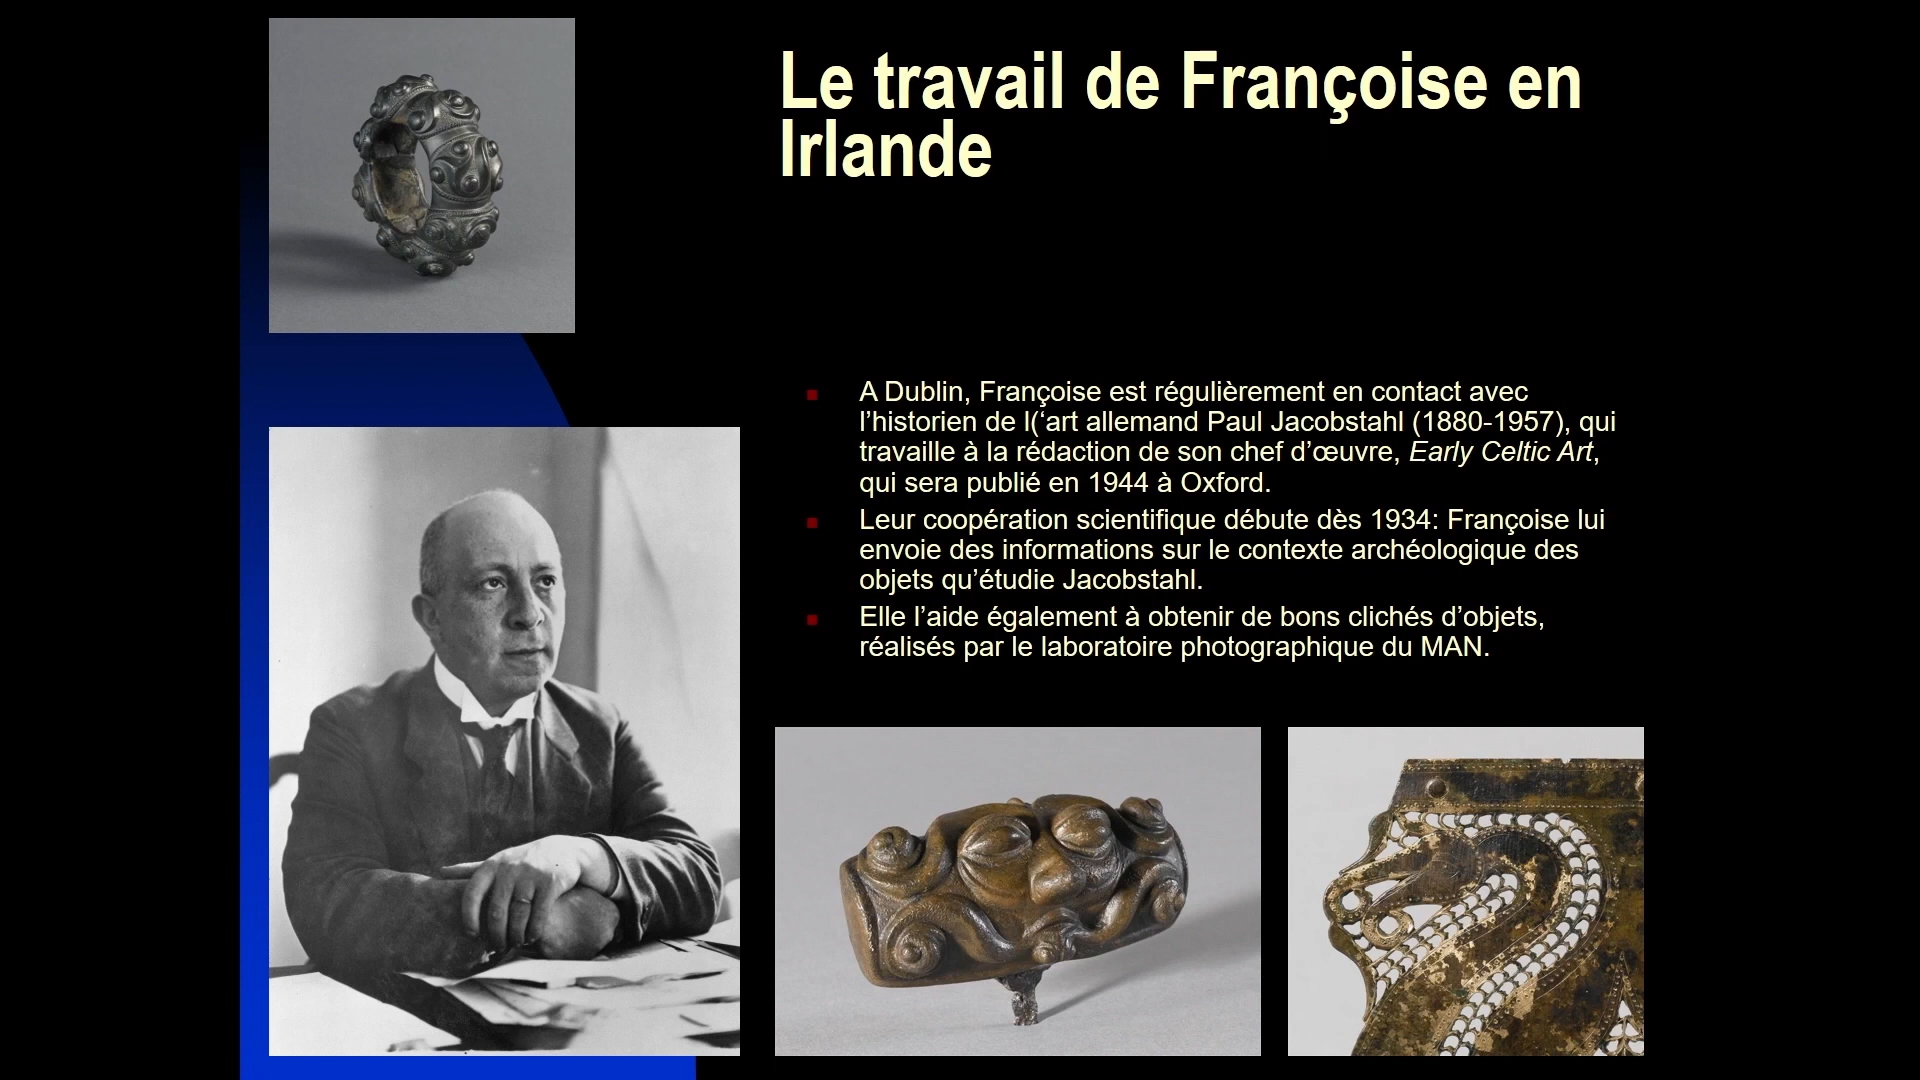 Le travail de Françoise en
Irlande
A Dublin, Françoise est régulièrement en contact avec
l’historien de l(‘art allemand Paul Jacobstahl (1880-1957), qui
travaille à la rédaction de son chef d’œuvre, Early Celtic Art,
qui sera publié en 1944 à Oxford.
Leur coopération scientifique débute dès 1934: Françoise lui
envoie des informations sur le contexte archéologique des
objets qu’étudie Jacobstahl.
Elle l’aide également à obtenir de bons clichés d’objets,
réalisés par le laboratoire photographique du MAN.